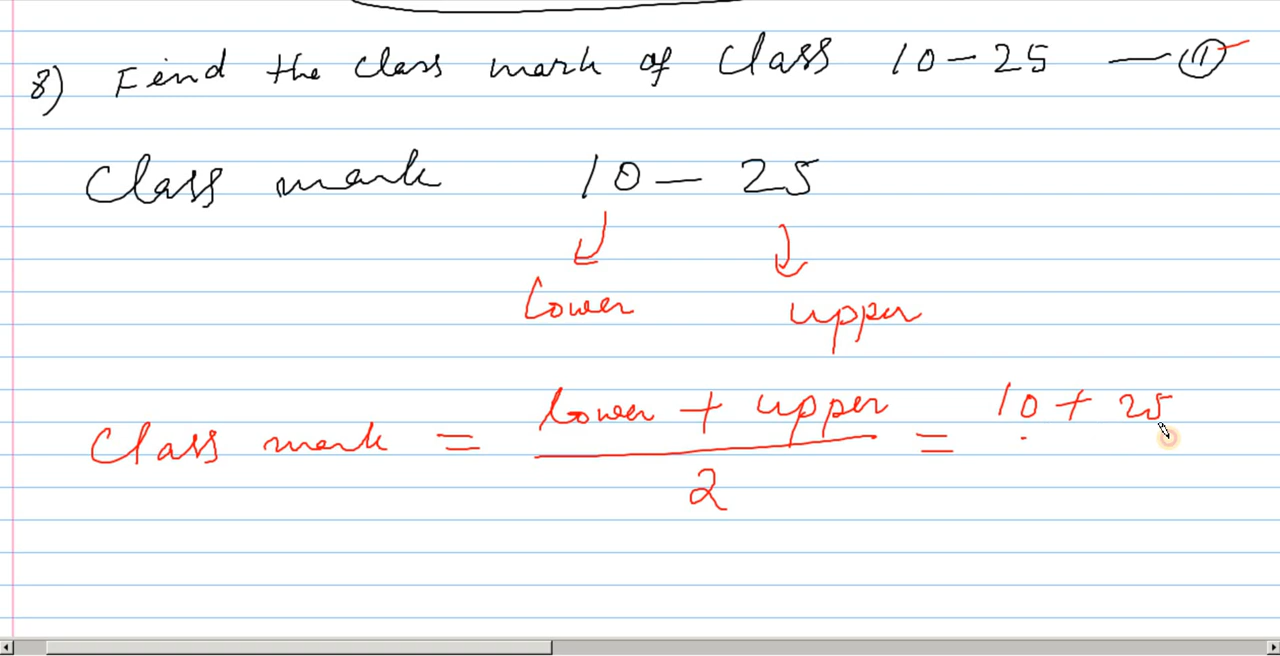 8) Find the class mark of class 10-25 — ①
Class mark 10 - 25
lower upper
Class mark = lower + upper / 2 = 10 + 25